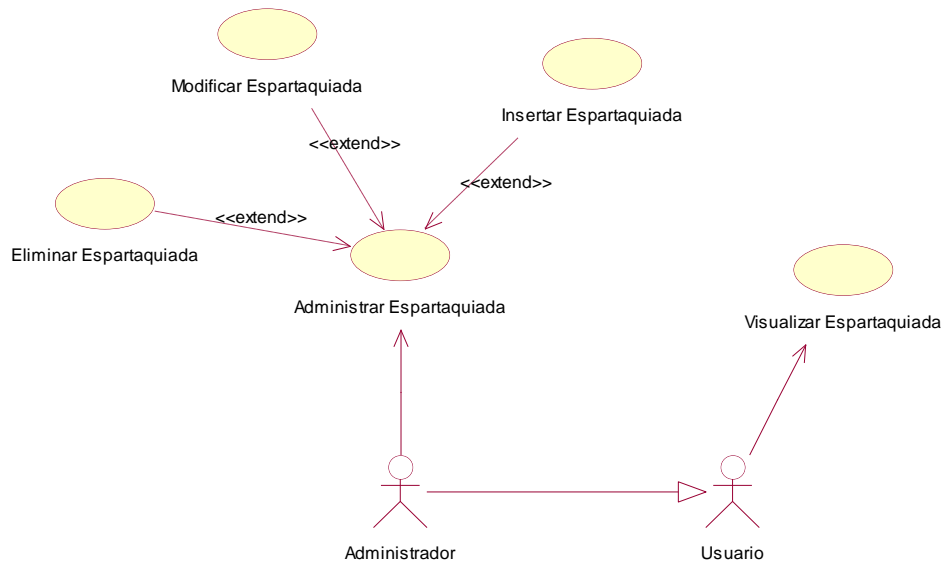 Modificar Espartaquiada
Insertar Espartaquiada
<<extend>>
<<extend>>
<<extend>>
Eliminar Espartaquiada
Administrar Espartaquiada
Visualizar Espartaquiada
Administrador
Usuario